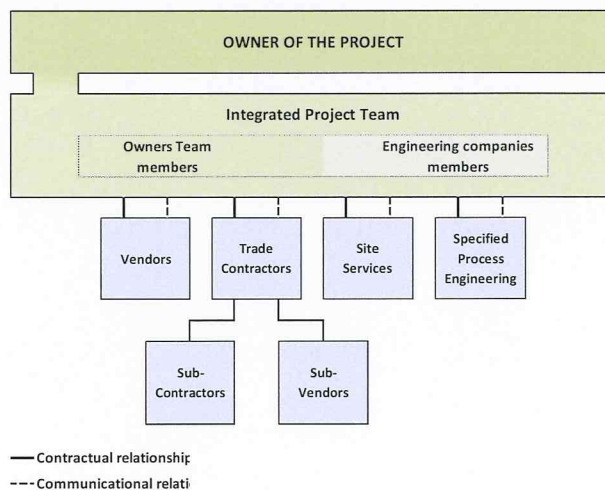 OWNER OF THE PROJECT
Integrated Project Team
Owners Team
members
Engineering companies
members
Vendors
Trade
Contractors
Site
Services
Specified
Process
Engineering
Sub-
Contractors
Sub-
Vendors
Contractual relationship
Communicational relati